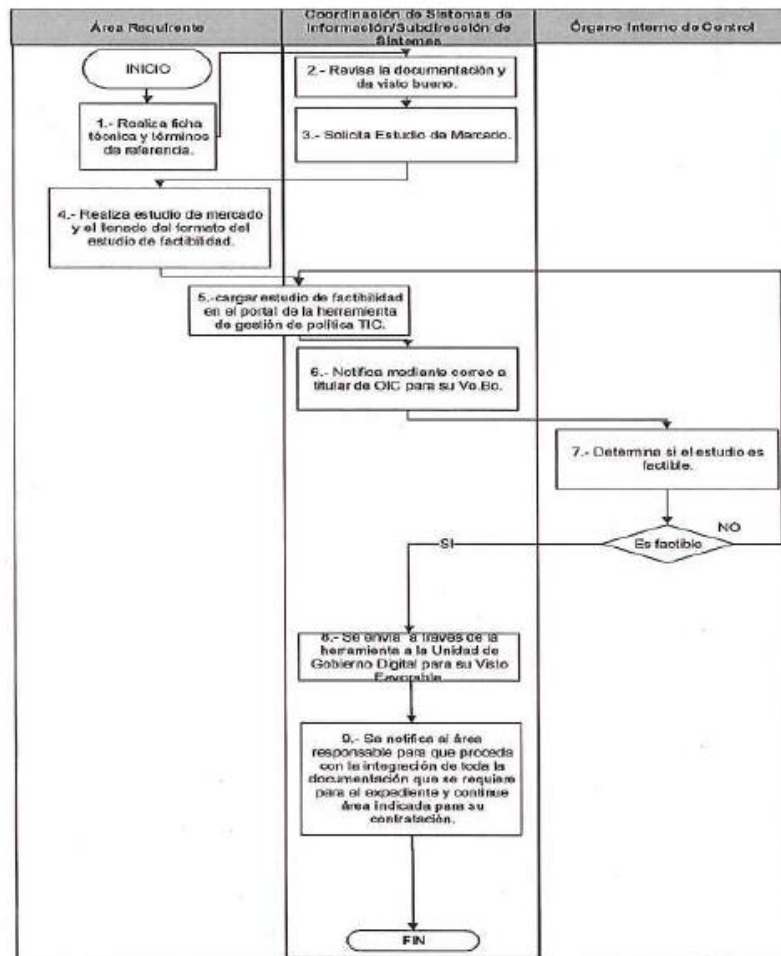 Área Requirente
Coordinación de Sistemas de
Información/Subdirección de
Sistemas
Órgano Interno de Control
INICIO
1.- Realiza ficha
técnica y términos
de referencia.
2.- Revisa la documentación y
da visto bueno.
3.- Solicita Estudio de Marcado.
4.- Realiza estudio de mercado
y el llenado del formato del
estudio de factibilidad.
5.-cargar estudio de factibilidad
en el portal de la herramienta
de gestión de política TIC.
6.- Notifica mediante correo a
titular de OIC para su Vo.Bo.
7.- Determina si el estudio es
factible.
Es factible
NO
SI
8.- Se envía a través de la
herramienta a la Unidad de
Gobierno Digital para su Visto
Favorable
9.- Se notifica al área
responsable para que proceda
con la integración de toda la
documentación que se requiere
para el expediente y continue
área indicada para su
contratación.
FIN